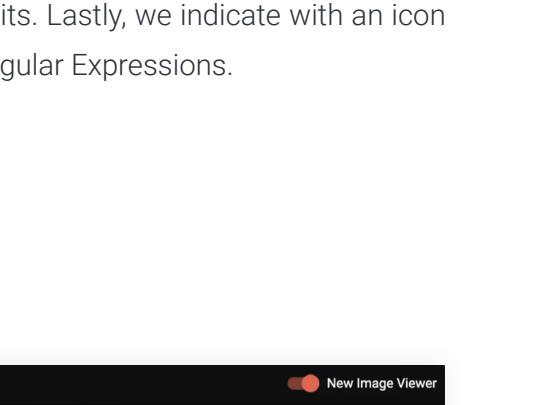 its. Lastly, we indicate with an icon
gular Expressions.
New Image Viewer